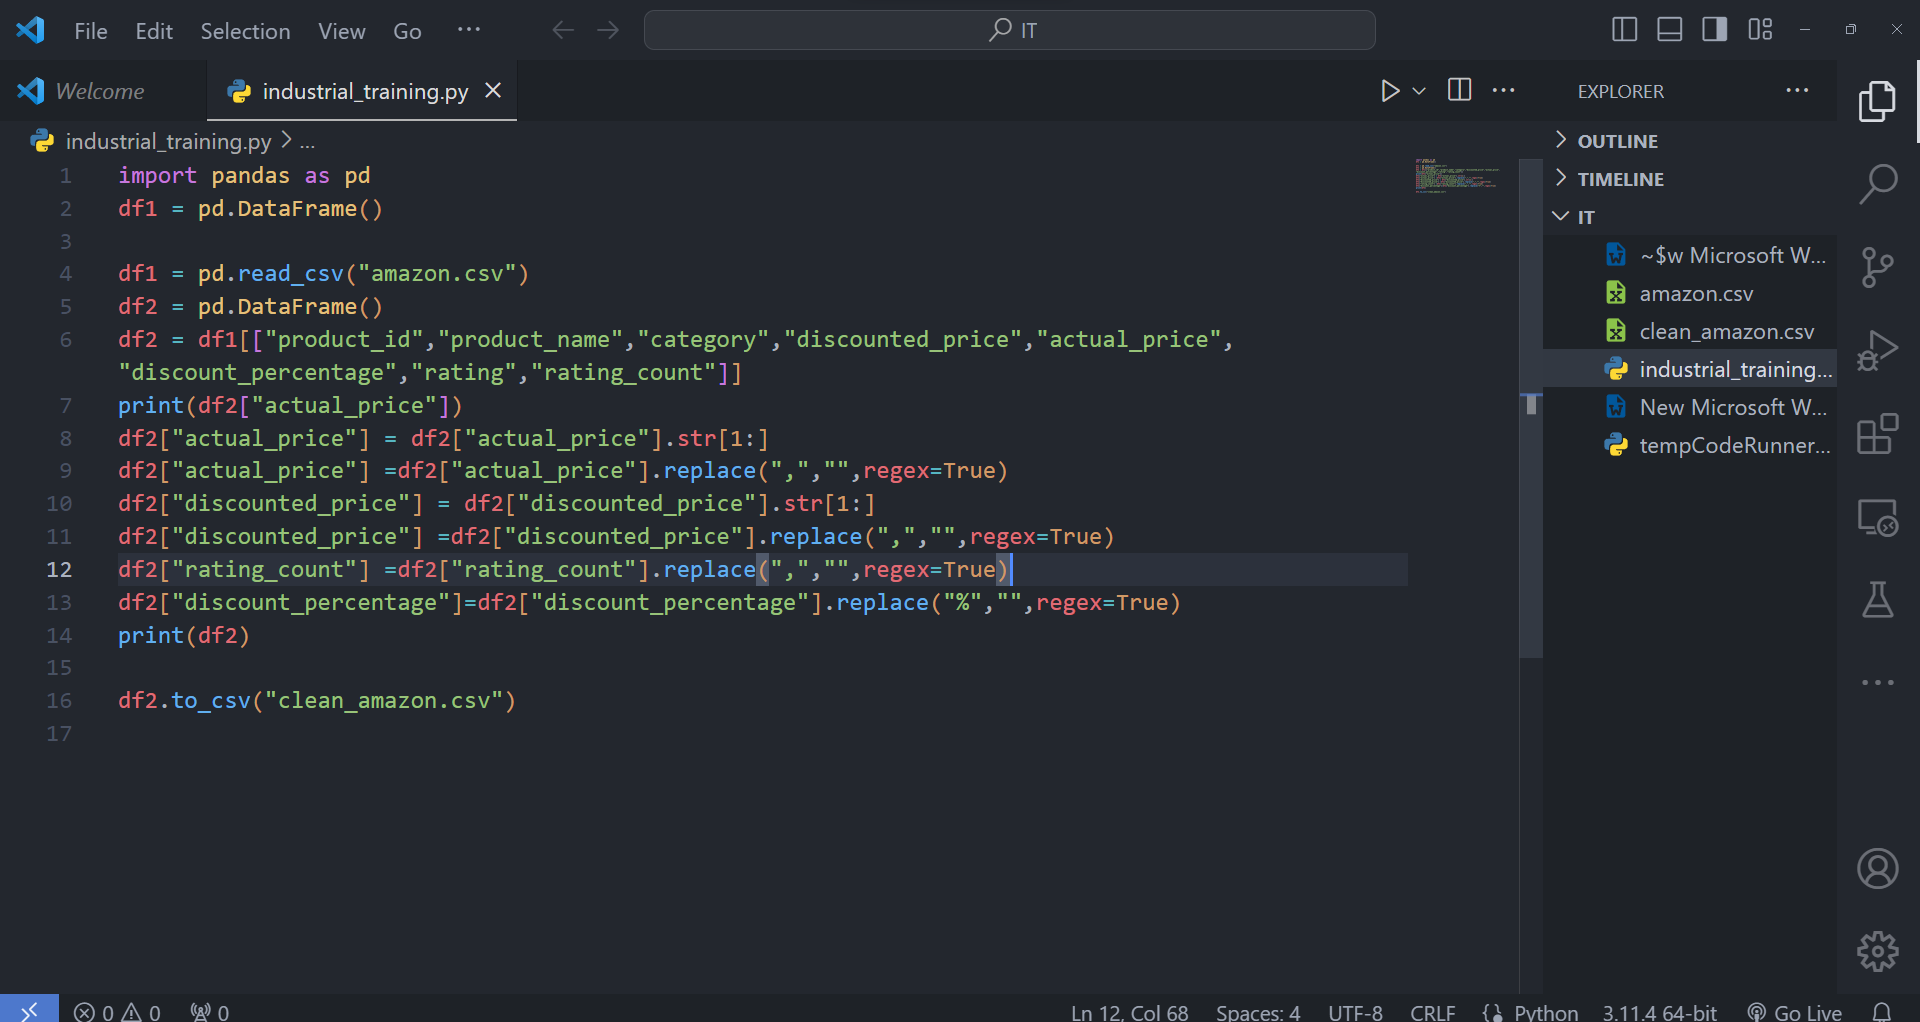 File Edit Selection View Go ... IT
Welcome industrial_training.py EXPLORER
industrial_training.py > ...
1 import pandas as pd
2 df1 = pd.DataFrame()
3
4 df1 = pd.read_csv("amazon.csv")
5 df2 = pd.DataFrame()
6 df2 = df1[["product_id","product_name","category","discounted_price","actual_price",
"discount_percentage","rating","rating_count"]]
7 print(df2["actual_price"])
8 df2["actual_price"] = df2["actual_price"].str[1:]
9 df2["actual_price"] =df2["actual_price"].replace(",","",regex=True)
10 df2["discounted_price"] = df2["discounted_price"].str[1:]
11 df2["discounted_price"] =df2["discounted_price"].replace(",","",regex=True)
12 df2["rating_count"] =df2["rating_count"].replace(",","",regex=True)
13 df2["discount_percentage"]=df2["discount_percentage"].replace("%","",regex=True)
14 print(df2)
15
16 df2.to_csv("clean_amazon.csv")
17
OUTLINE
TIMELINE
IT
~$w Microsoft W...
amazon.csv
clean_amazon.csv
industrial_training...
New Microsoft W...
tempCodeRunner...
0 0 0 Ln 12, Col 68 Spaces: 4 UTF-8 CRLF Python 3.11.4 64-bit Go Live